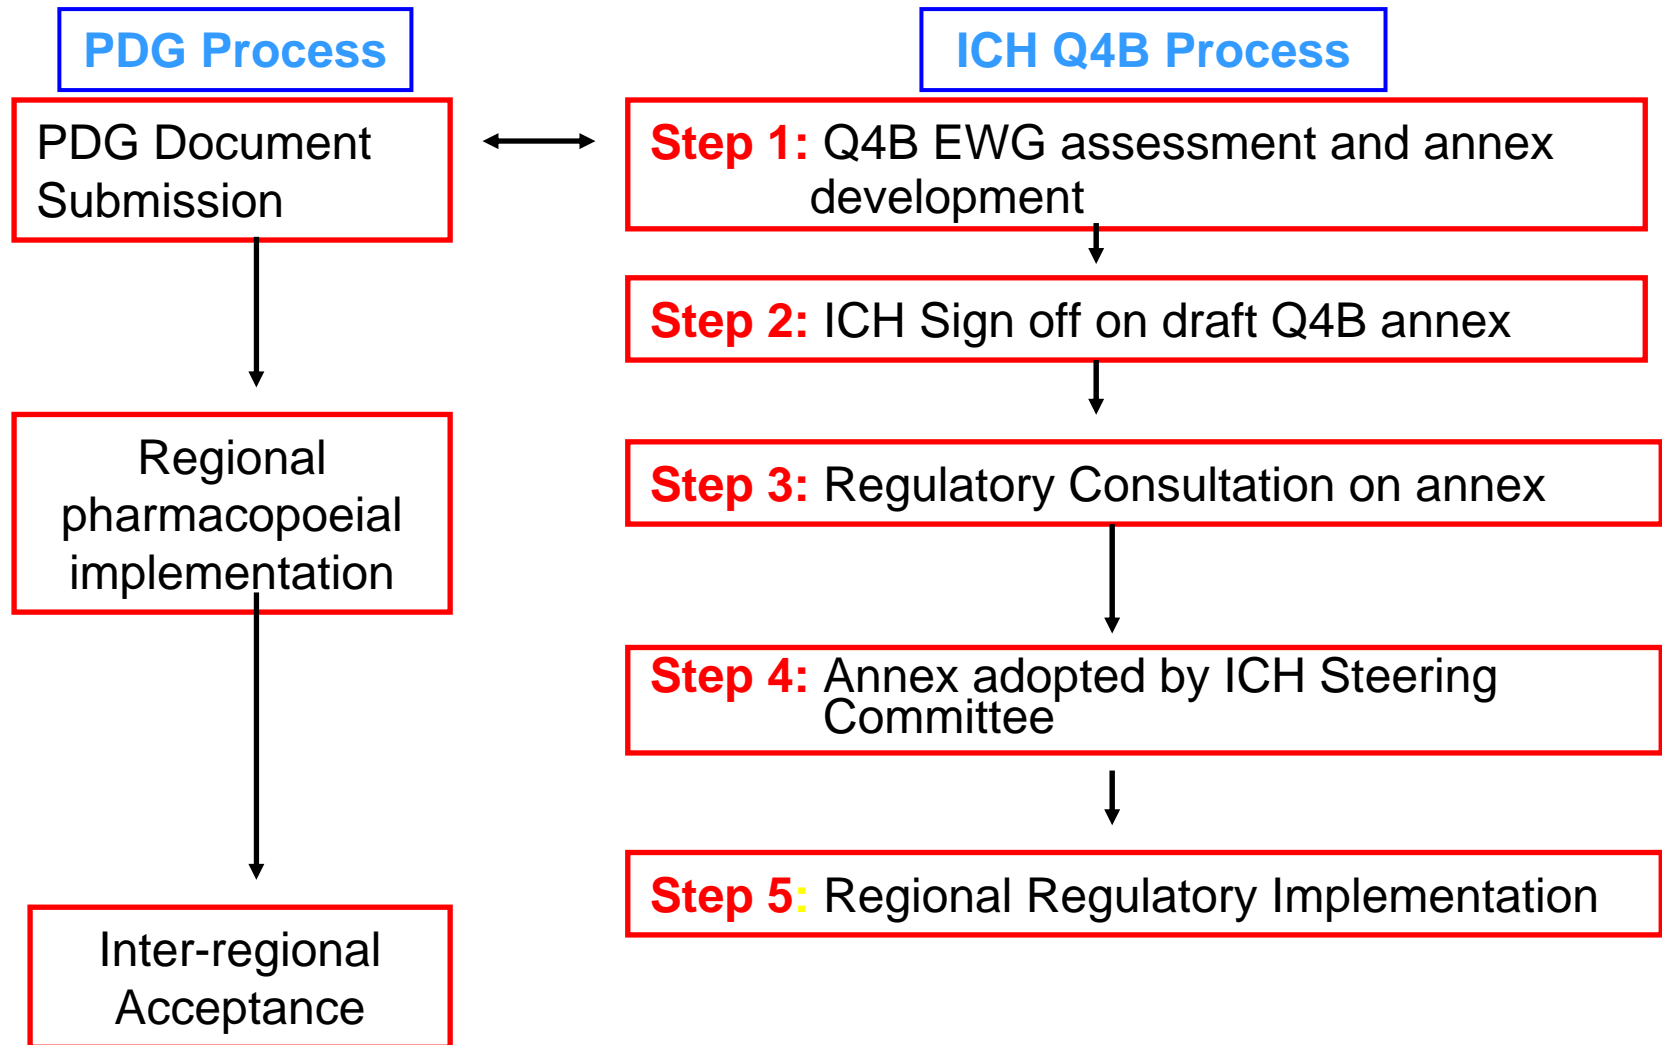 PDG Process
PDG Document
Submission
Regional
pharmacopoeial
implementation
Inter-regional
Acceptance
ICH Q4B Process
Step 1: Q4B EWG assessment and annex
development
Step 2: ICH Sign off on draft Q4B annex
Step 3: Regulatory Consultation on annex
Step 4: Annex adopted by ICH Steering
Committee
Step 5: Regional Regulatory Implementation